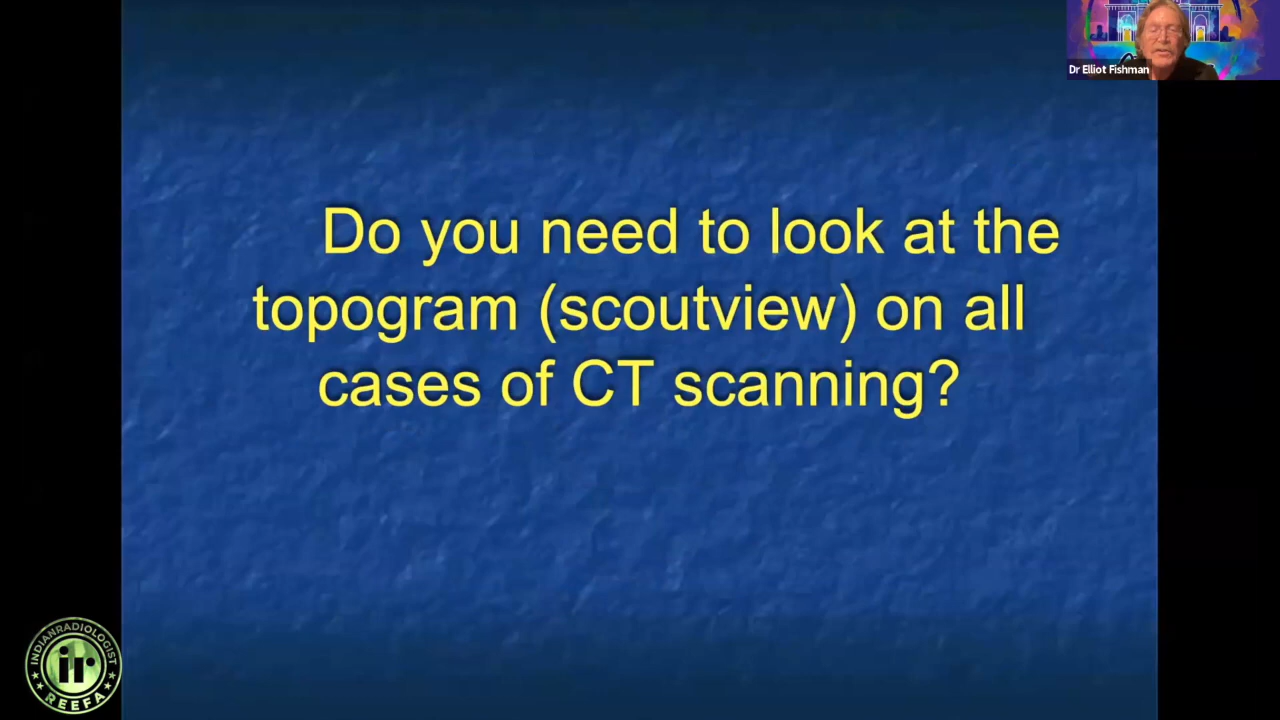 Dr Elliot Fishman
Do you need to look at the
topogram (scoutview) on all
cases of CT scanning?
INDIANRADIOLOGIST
ir
REEFA